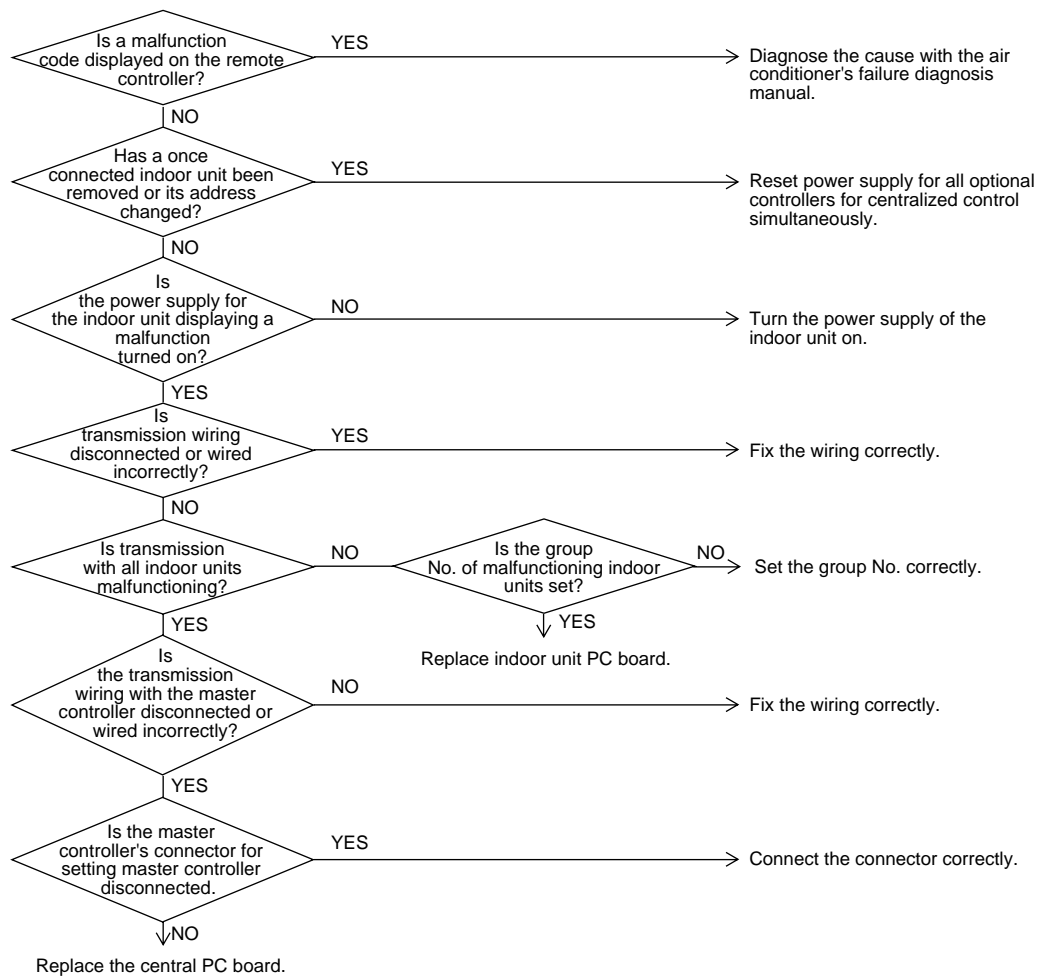 Is a malfunction
code displayed on the remote
controller?
YES
Diagnose the cause with the air
conditioner's failure diagnosis
manual.
NO
Has a once
connected indoor unit been
removed or its address
changed?
YES
Reset power supply for all optional
controllers for centralized control
simultaneously.
NO
Is
the power supply for
the indoor unit displaying a
malfunction
turned on?
NO
Turn the power supply of the
indoor unit on.
YES
Is
transmission wiring
disconnected or wired
incorrectly?
YES
Fix the wiring correctly.
NO
Is transmission
with all indoor units
malfunctioning?
NO
Is the group
No. of malfunctioning indoor
units set?
NO
Set the group No. correctly.
YES
Replace indoor unit PC board.
YES
Is
the transmission
wiring with the master
controller disconnected or
wired incorrectly?
NO
Fix the wiring correctly.
YES
Is the master
controller's connector for
setting master controller
disconnected.
YES
Connect the connector correctly.
NO
Replace the central PC board.